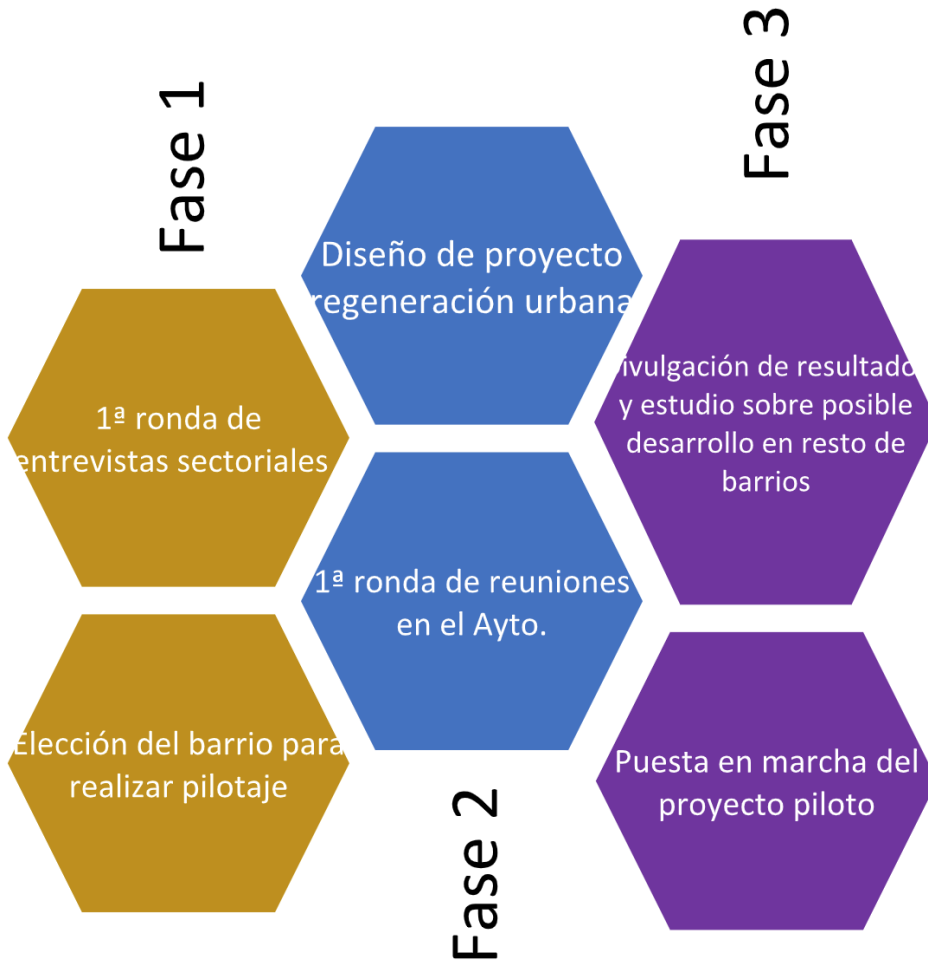 Fase 1
1ª ronda de
entrevistas sectoriales
Elección del barrio para
realizar pilotaje
Diseño de proyecto
regeneración urbana
1ª ronda de reuniones
en el Ayto.
Fase 2
Fase 3
ivulgación de resultado
y estudio sobre posible
desarrollo en resto de
barrios
Puesta en marcha del
proyecto piloto